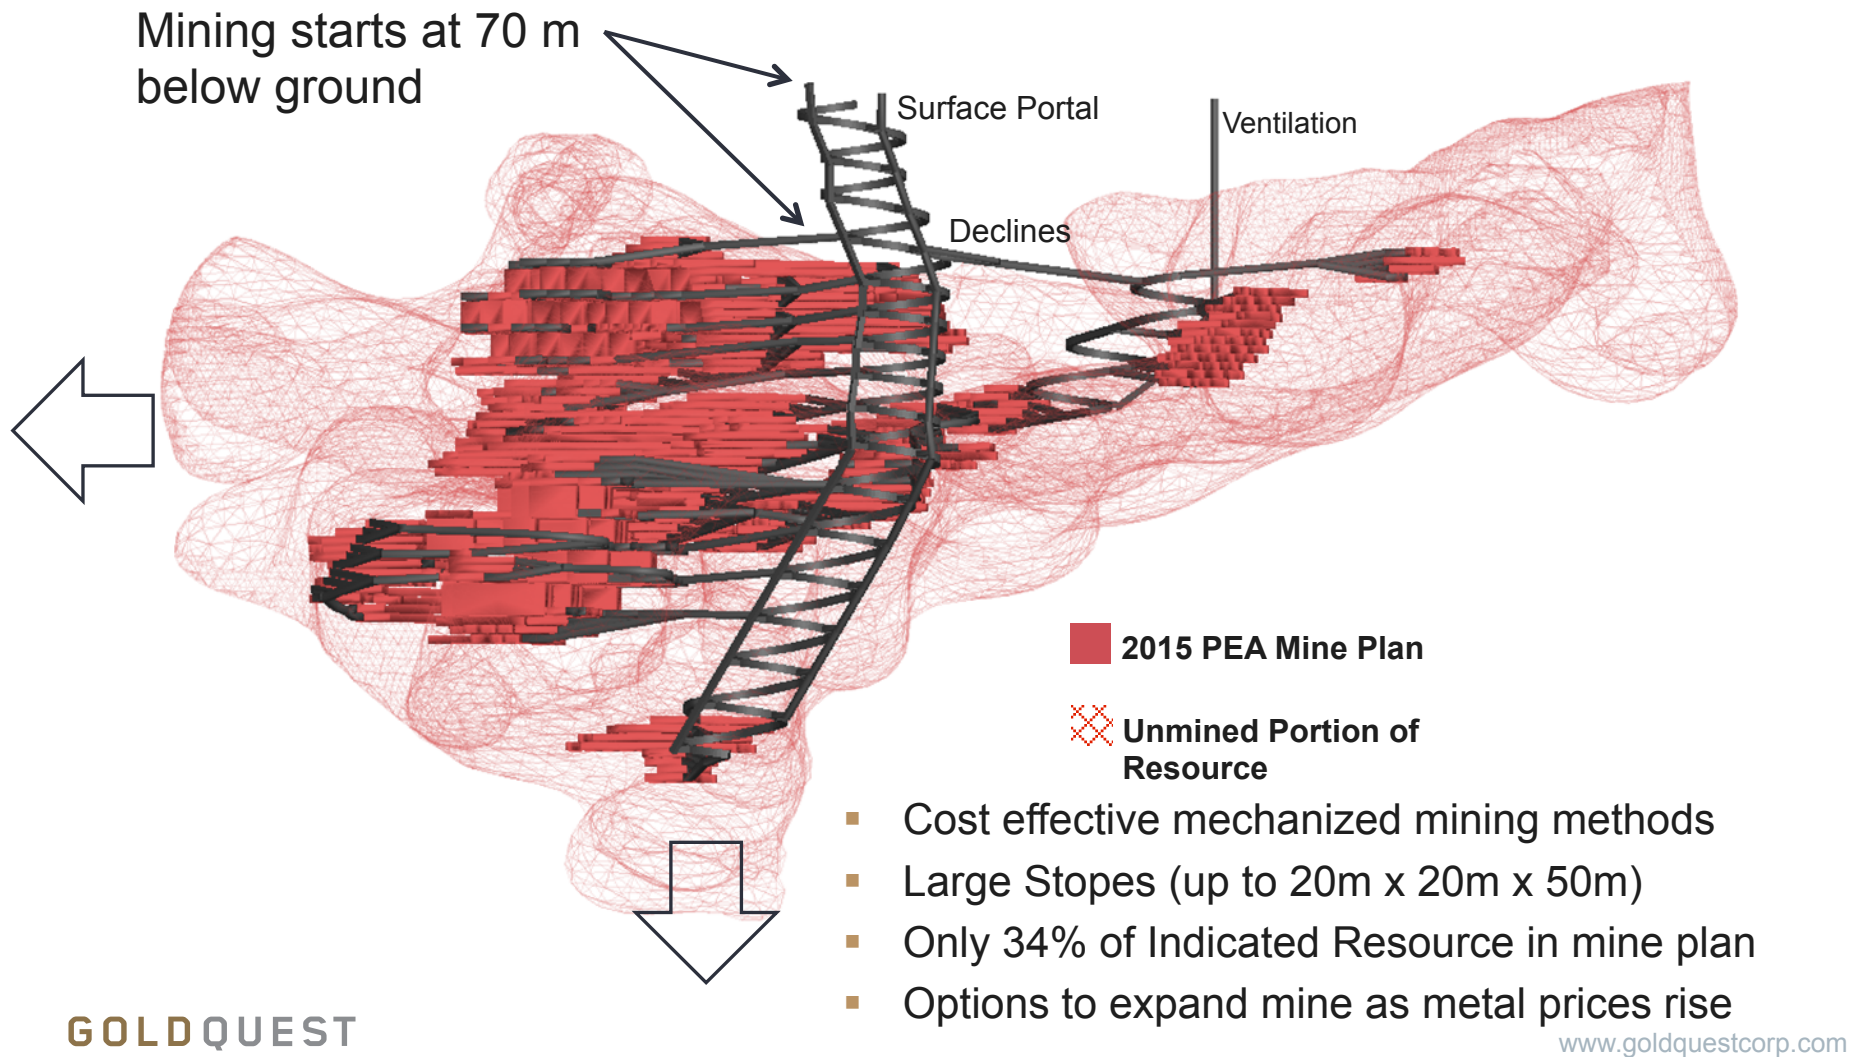 Mining starts at 70 m
below ground
Surface Portal
Ventilation
Declines
2015 PEA Mine Plan
Unmined Portion of
Resource
▪ Cost effective mechanized mining methods
▪ Large Stopes (up to 20m x 20m x 50m)
▪ Only 34% of Indicated Resource in mine plan
▪ Options to expand mine as metal prices rise
GOLDQUEST
www.goldquestcorp.com